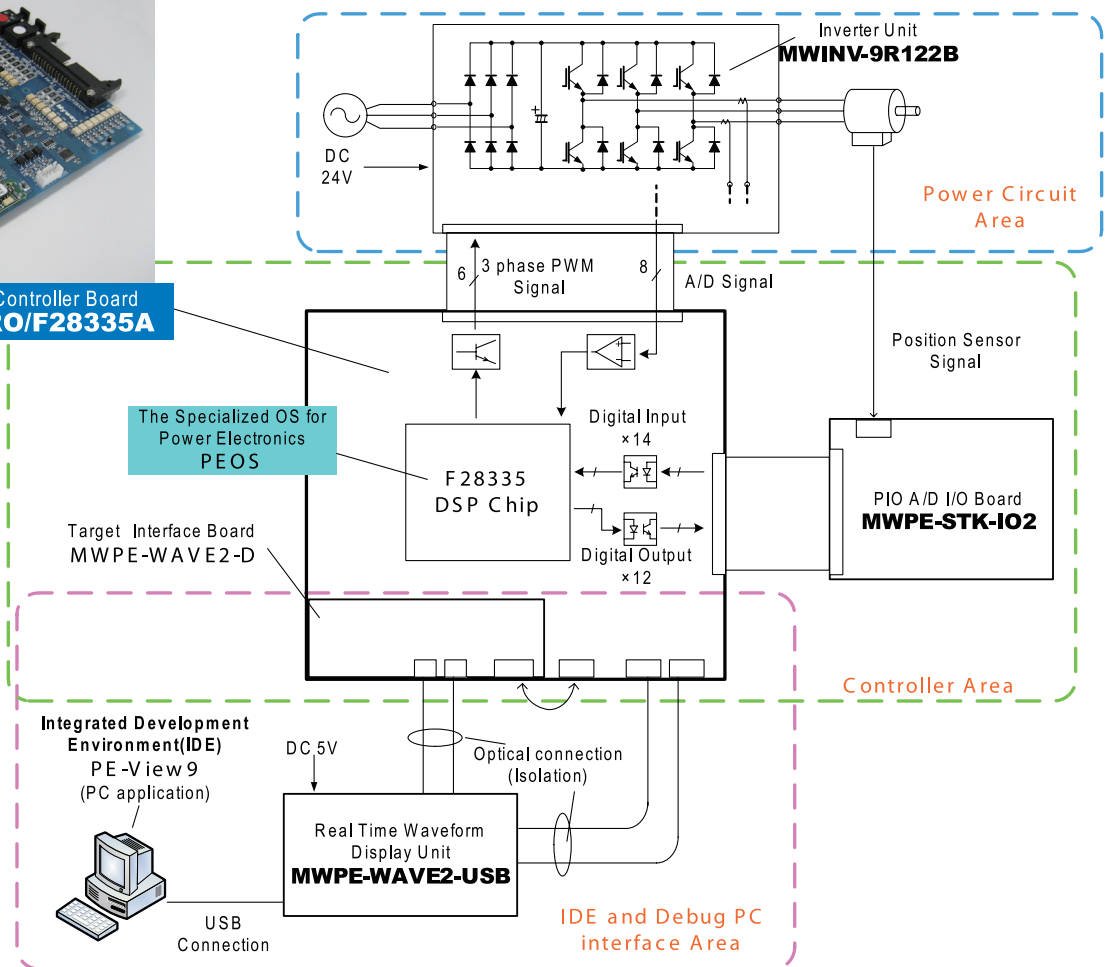 Inverter Unit
MWINV-9R122B
DC
24V
Power Circuit
Area
6
3 phase PWM
Signal
8
A/D Signal
Controller Board
RO/F28335A
Position Sensor
Signal
The Specialized OS for
Power Electronics
PEOS
Digital Input
×14
F28335
DSP Chip
PIO A/D I/O Board
MWPE-STK-IO2
Target Interface Board
MWPE-WAVE2-D
Digital Output
×12
Controller Area
Integrated Development
Environment(IDE)
PE-View9
(PC application)
DC 5V
Optical connection
(Isolation)
Real Time Waveform
Display Unit
MWPE-WAVE2-USB
USB
Connection
IDE and Debug PC
interface Area